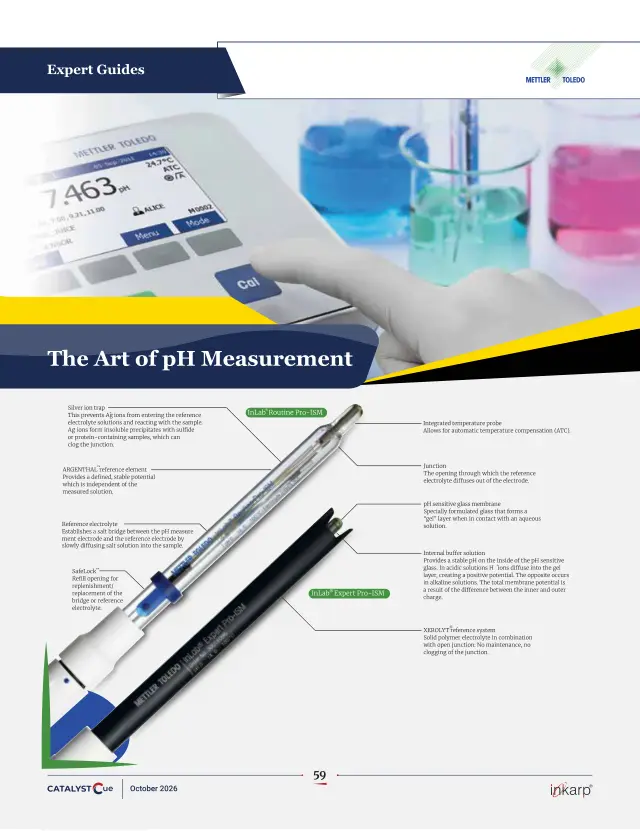 Expert Guides
METTLER TOLEDO
METTLER TOLEDO
05-Sep-2011 14:30
7.463 pH
24.7°C
ATC
ALICE
M0002
Menu
Mode
Cal
The Art of pH Measurement
Silver ion trap
This prevents Ag ions from entering the reference
electrolyte solutions and reacting with the sample.
Ag ions form insoluble precipitates with sulfide
or protein-containing samples, which can
clog the junction.
InLab® Routine Pro-ISM
Integrated temperature probe
Allows for automatic temperature compensation (ATC).
ARGENTHAL™ reference element
Provides a defined, stable potential
which is independent of the
measured solution.
Junction
The opening through which the reference
electrolyte diffuses out of the electrode.
pH sensitive glass membrane
Specially formulated glass that forms a
"gel" layer when in contact with an aqueous
solution.
Reference electrolyte
Establishes a salt bridge between the pH measure
ment electrode and the reference electrode by
slowly diffusing salt solution into the sample.
Internal buffer solution
Provides a stable pH on the inside of the pH sensitive
glass. In acidic solutions H⁺ ions diffuse into the gel
layer, creating a positive potential. The opposite occurs
in alkaline solutions. The total membrane potential is
a result of the difference between the inner and outer
charge.
SafeLock™
Refill opening for
replenishment/
replacement of the
bridge or reference
electrolyte.
InLab® Expert Pro-ISM
XEROLYT® reference system
Solid polymer electrolyte in combination
with open junction: No maintenance, no
clogging of the junction.
METTLER TOLEDO
METTLER TOLEDO InLab® Expert Pro-ISM
59
CATALYST Cue
October 2026
inkarp®